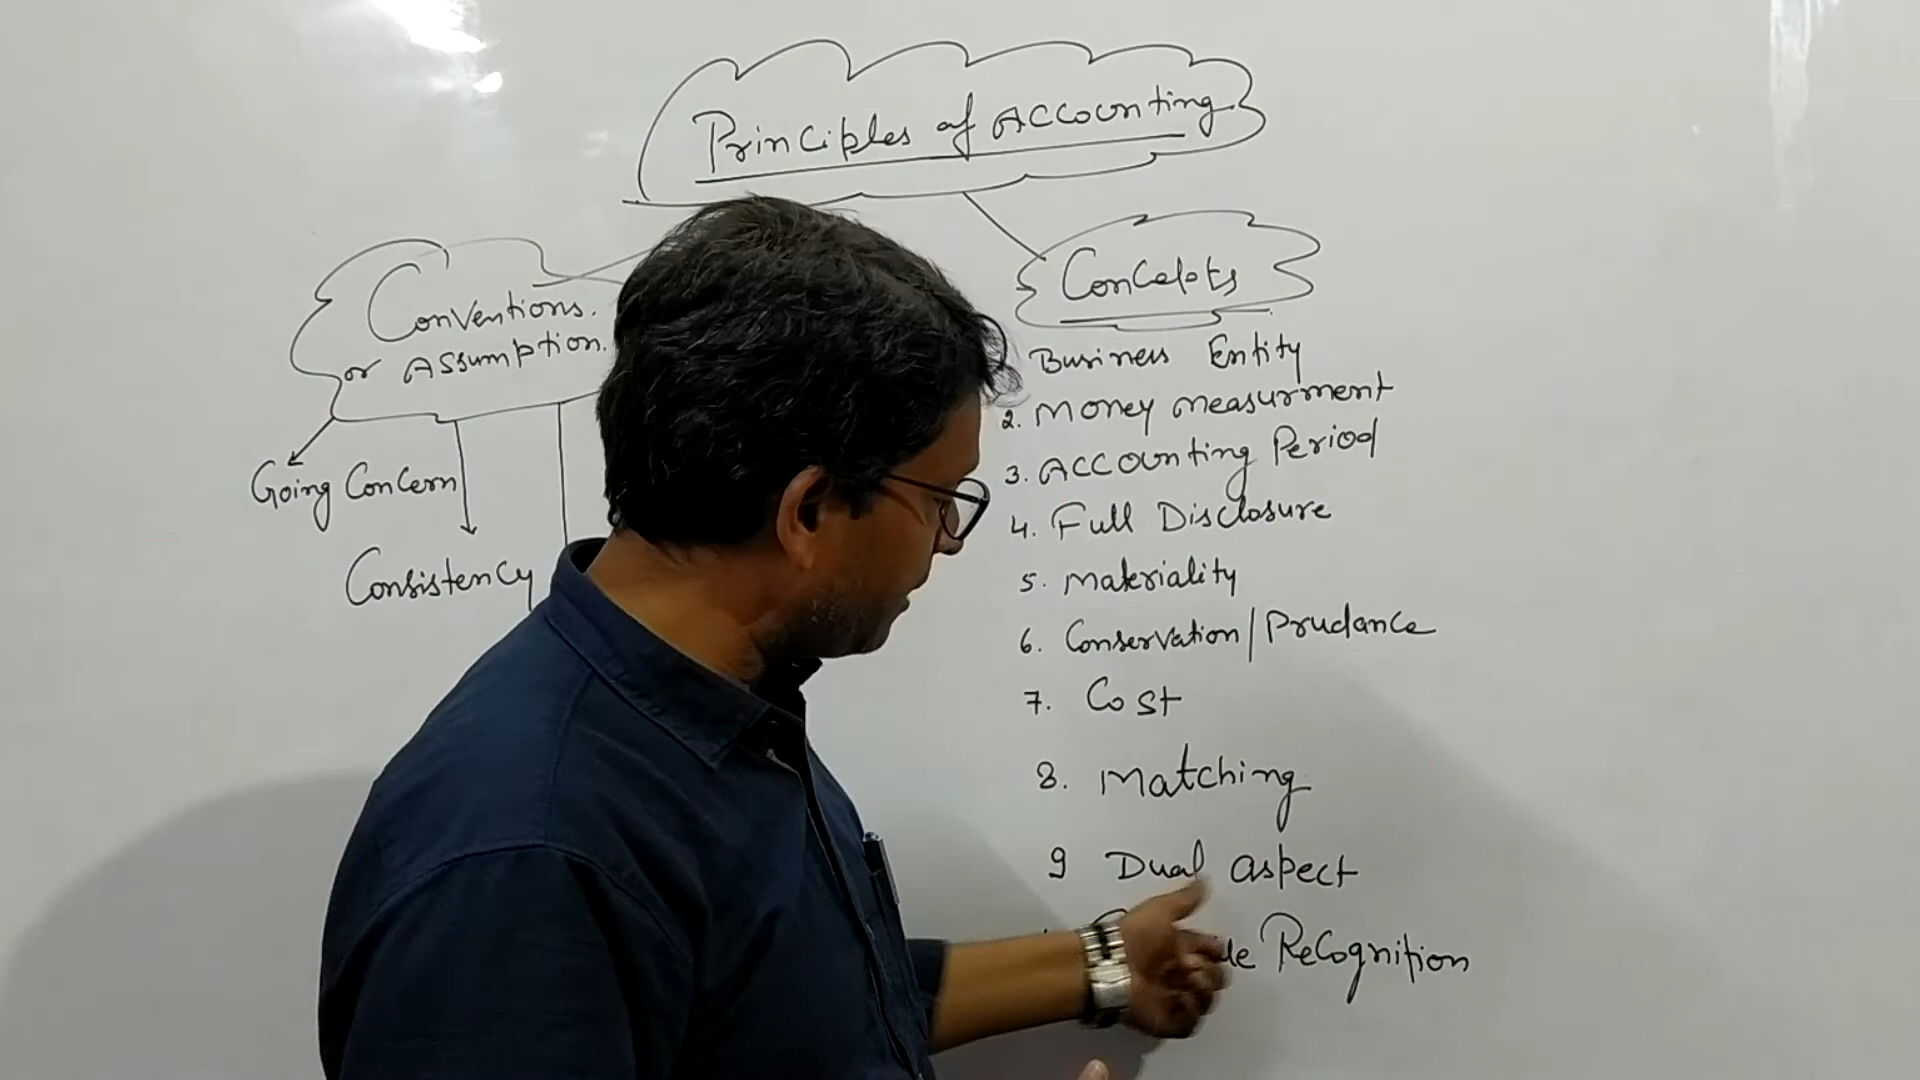 Principles of Accounting
Conventions.
or Assumption.
Going Concern
Consistency
Concepts
Business Entity
2. Money measurment
3. Accounting Period
4. Full Disclosure
5. Materiality
6. Conservation/Prudance
7. Cost
8. Matching
9 Dual aspect
Recognition